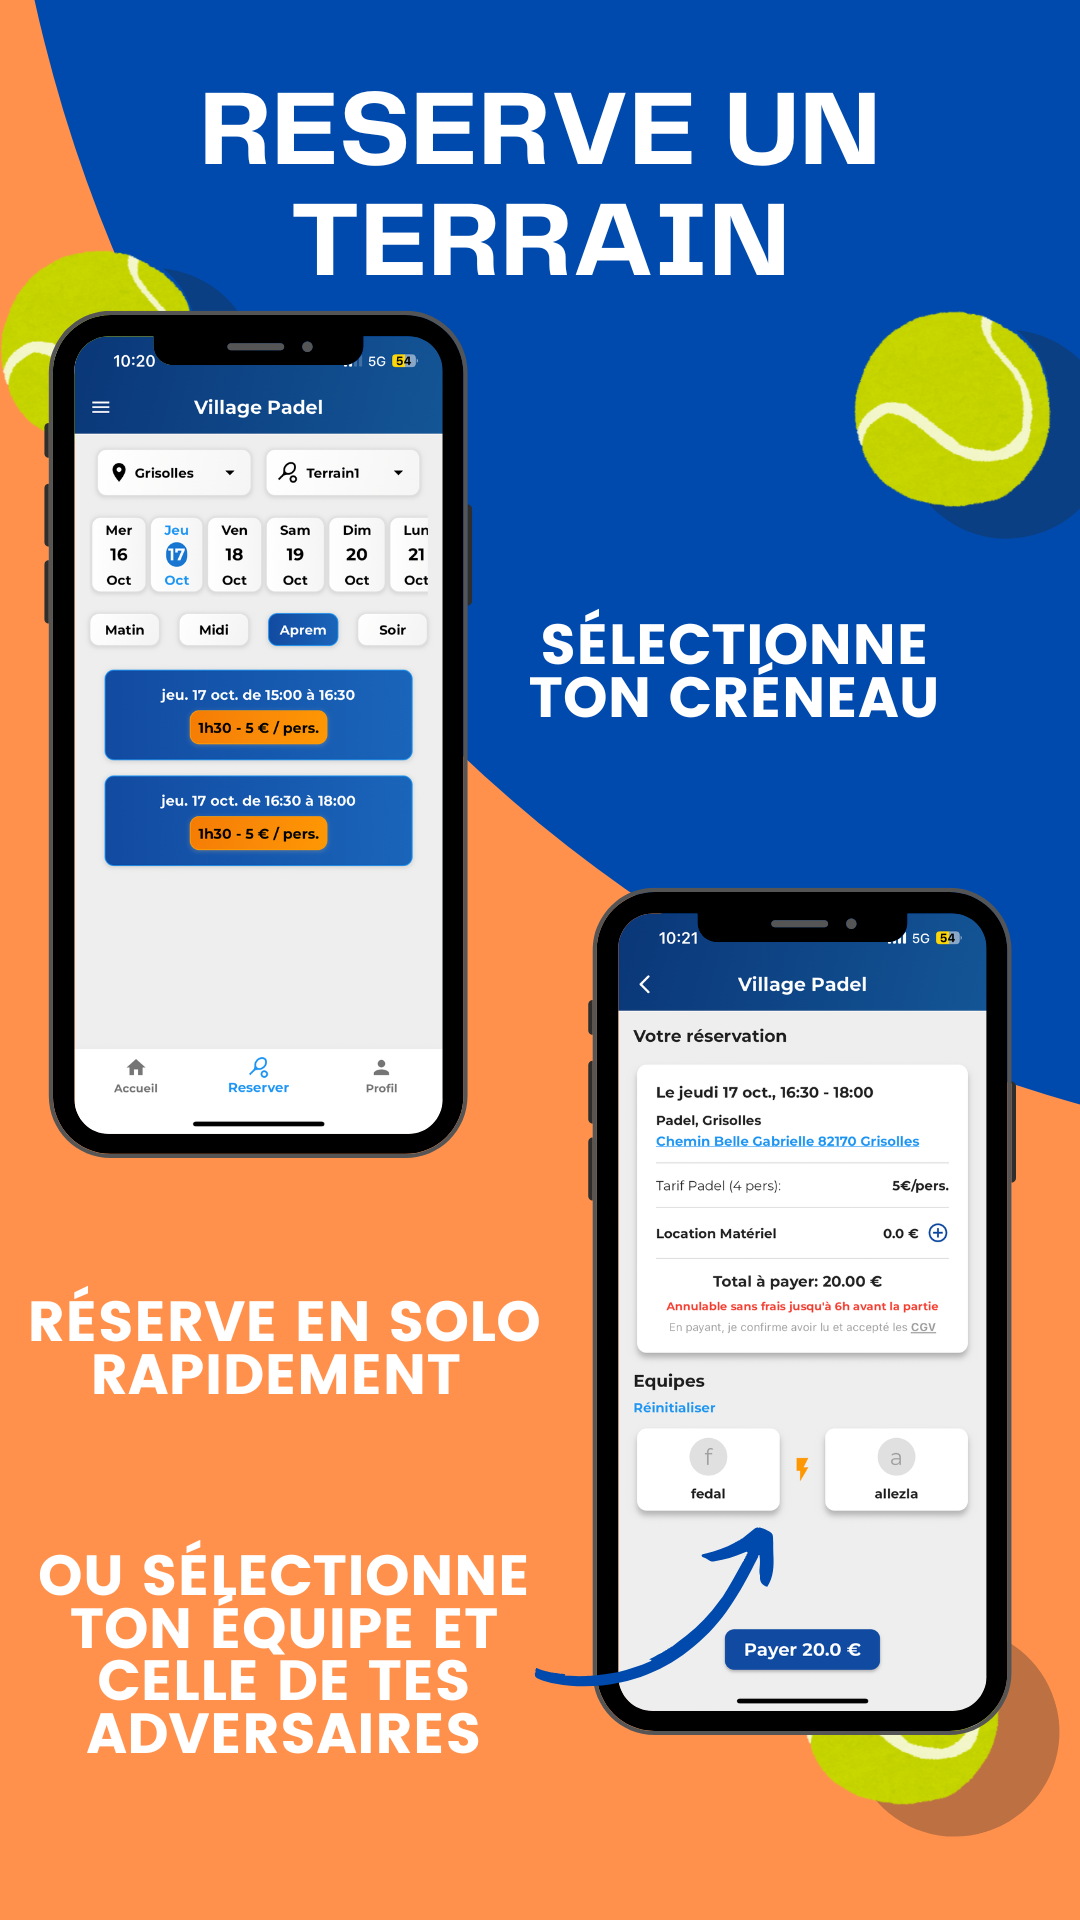 RESERVE UN
TERRAIN
10:20
5G 54
Village Padel
Grisolles
Terrain1
Mer Jeu Ven Sam Dim Lun
16 17 18 19 20 21
Oct Oct Oct Oct Oct Oct
Matin Midi Aprem Soir
jeu. 17 oct. de 15:00 à 16:30
1h30 - 5 € / pers.
jeu. 17 oct. de 16:30 à 18:00
1h30 - 5 € / pers.
Accueil Reserver Profil
SÉLECTIONNE
TON CRÉNEAU
10:21
5G 54
Village Padel
Votre réservation
Le jeudi 17 oct., 16:30 - 18:00
Padel, Grisolles
Chemin Belle Gabrielle 82170 Grisolles
Tarif Padel (4 pers): 5€/pers.
Location Matériel 0.0 €
Total à payer: 20.00 €
Annulable sans frais jusqu'à 6h avant la partie
En payant, je confirme avoir lu et accepté les CGV
Equipes
Réinitialiser
f a
fedal allezla
Payer 20.0 €
RÉSERVE EN SOLO
RAPIDEMENT
OU SÉLECTIONNE
TON ÉQUIPE ET
CELLE DE TES
ADVERSAIRES